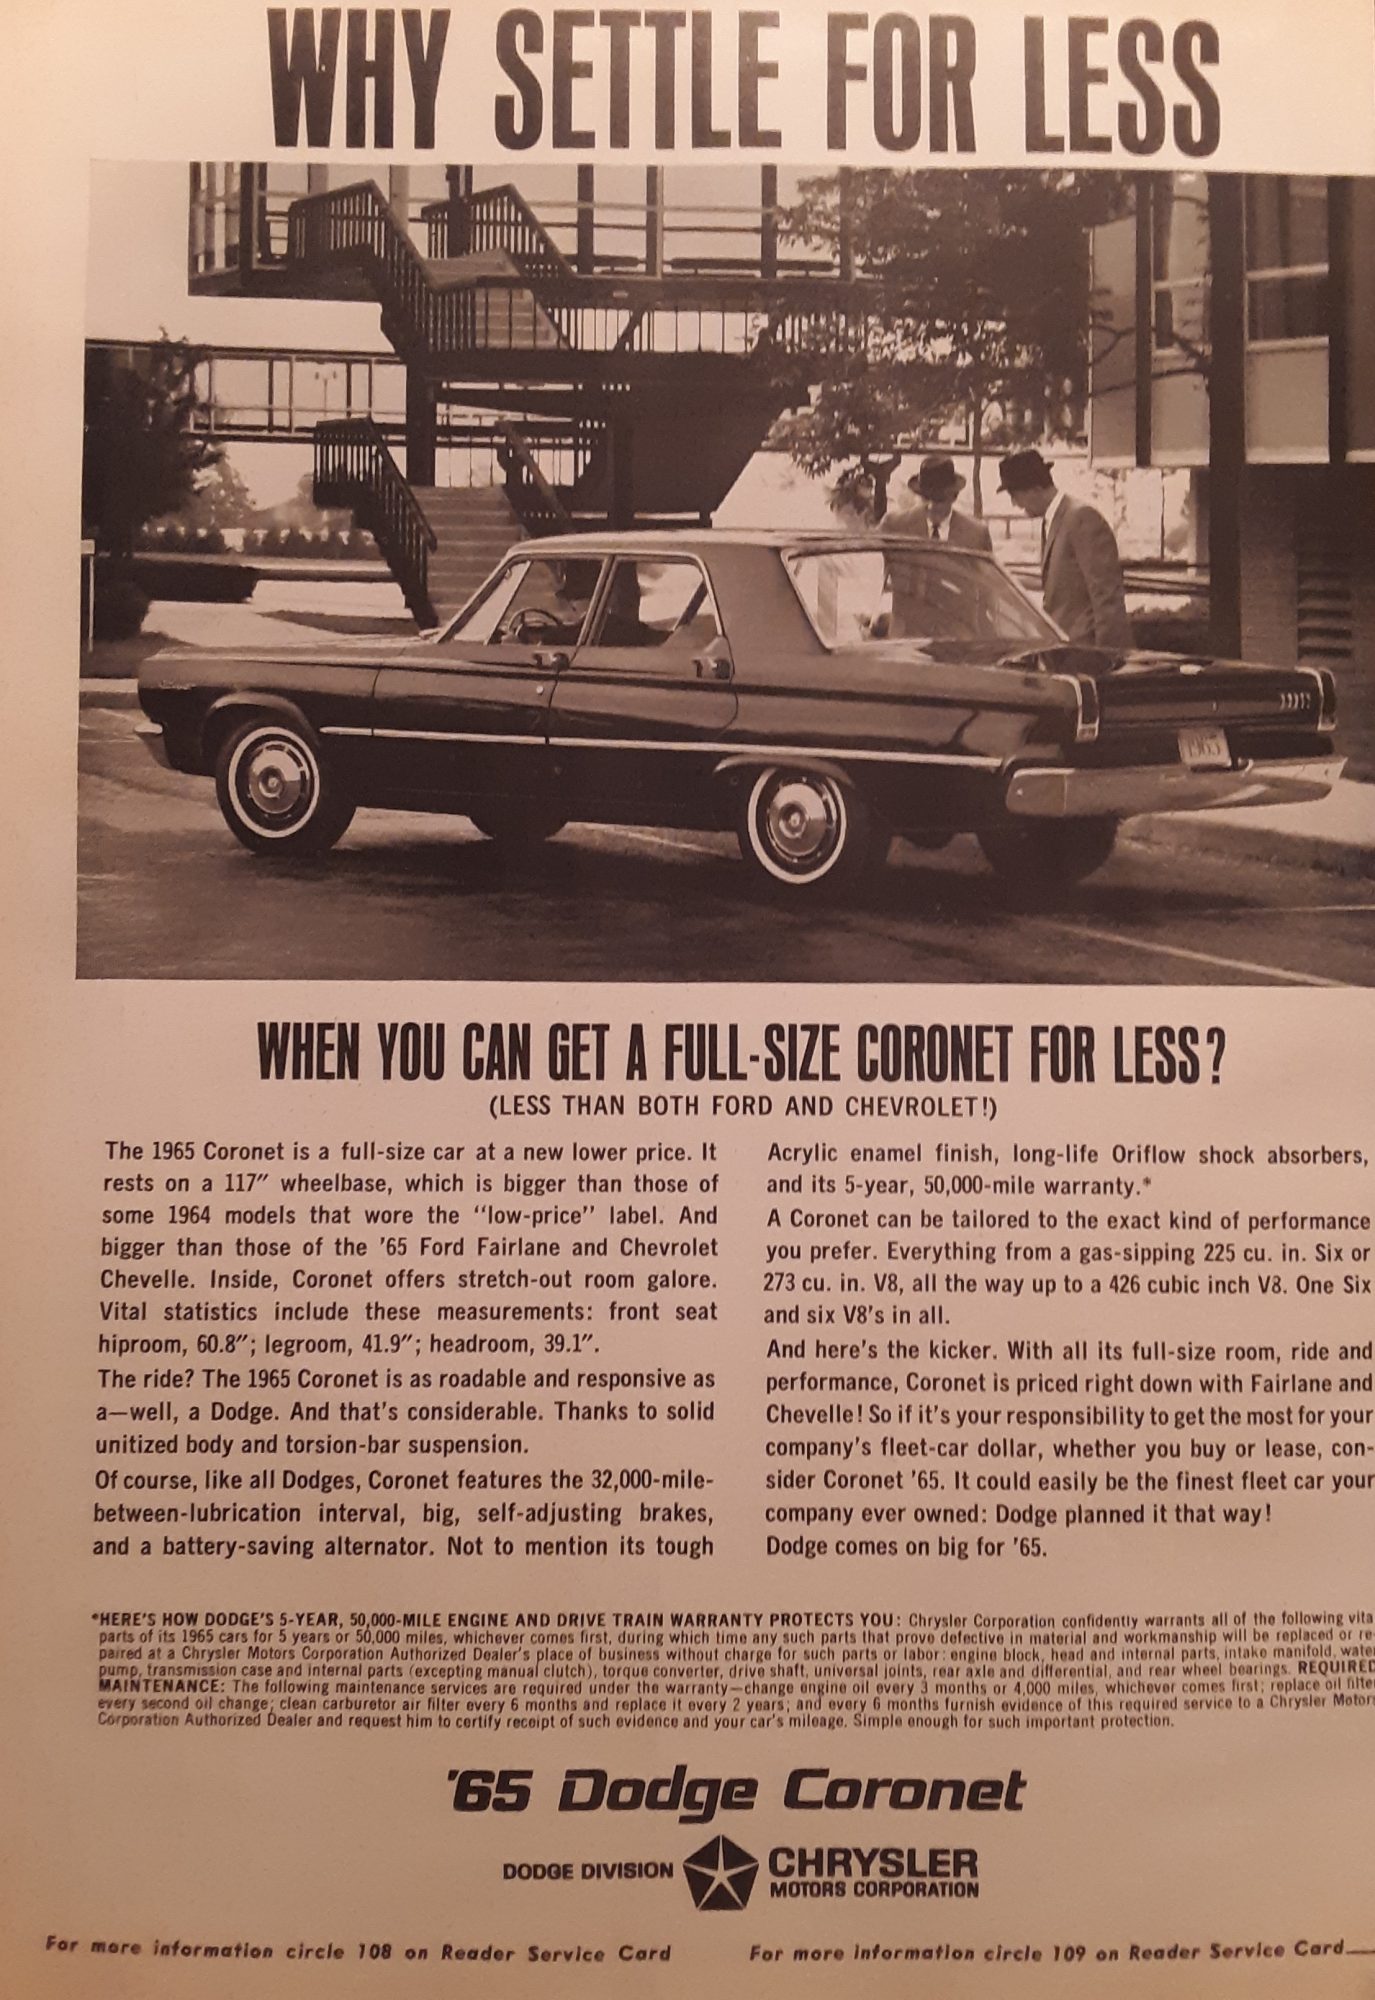 WHY SETTLE FOR LESS
1965
WHEN YOU CAN GET A FULL-SIZE CORONET FOR LESS?
(LESS THAN BOTH FORD AND CHEVROLET!)
The 1965 Coronet is a full-size car at a new lower price. It
rests on a 117″ wheelbase, which is bigger than those of
some 1964 models that wore the “low-price” label. And
bigger than those of the ’65 Ford Fairlane and Chevrolet
Chevelle. Inside, Coronet offers stretch-out room galore.
Vital statistics include these measurements: front seat
hiproom, 60.8″; legroom, 41.9″; headroom, 39.1″.
The ride? The 1965 Coronet is as roadable and responsive as
a—well, a Dodge. And that’s considerable. Thanks to solid
unitized body and torsion-bar suspension.
Of course, like all Dodges, Coronet features the 32,000-mile-
between-lubrication interval, big, self-adjusting brakes,
and a battery-saving alternator. Not to mention its tough
Acrylic enamel finish, long-life Oriflow shock absorbers,
and its 5-year, 50,000-mile warranty.*
A Coronet can be tailored to the exact kind of performance
you prefer. Everything from a gas-sipping 225 cu. in. Six or
273 cu. in. V8, all the way up to a 426 cubic inch V8. One Six
and six V8’s in all.
And here’s the kicker. With all its full-size room, ride and
performance, Coronet is priced right down with Fairlane and
Chevelle! So if it’s your responsibility to get the most for your
company’s fleet-car dollar, whether you buy or lease, con-
sider Coronet ’65. It could easily be the finest fleet car your
company ever owned: Dodge planned it that way!
Dodge comes on big for ’65.
*HERE’S HOW DODGE’S 5-YEAR, 50,000-MILE ENGINE AND DRIVE TRAIN WARRANTY PROTECTS YOU: Chrysler Corporation confidently warrants all of the following vita
parts of its 1965 cars for 5 years or 50,000 miles, whichever comes first, during which time any such parts that prove defective in material and workmanship will be replaced or re-
paired at a Chrysler Motors Corporation Authorized Dealer’s place of business without charge for such parts or labor: engine block, head and internal parts, intake manifold, water
pump, transmission case and internal parts (excepting manual clutch), torque converter, drive shaft, universal joints, rear axle and differential, and rear wheel bearings. REQUIRED
MAINTENANCE: The following maintenance services are required under the warranty—change engine oil every 3 months or 4,000 miles, whichever comes first; replace oil filter
every second oil change; clean carburetor air filter every 6 months and replace it every 2 years; and every 6 months furnish evidence of this required service to a Chrysler Motors
Corporation Authorized Dealer and request him to certify receipt of such evidence and your car’s mileage. Simple enough for such important protection.
’65 Dodge Coronet
DODGE DIVISION CHRYSLER
MOTORS CORPORATION
For more information circle 108 on Reader Service Card
For more information circle 109 on Reader Service Card